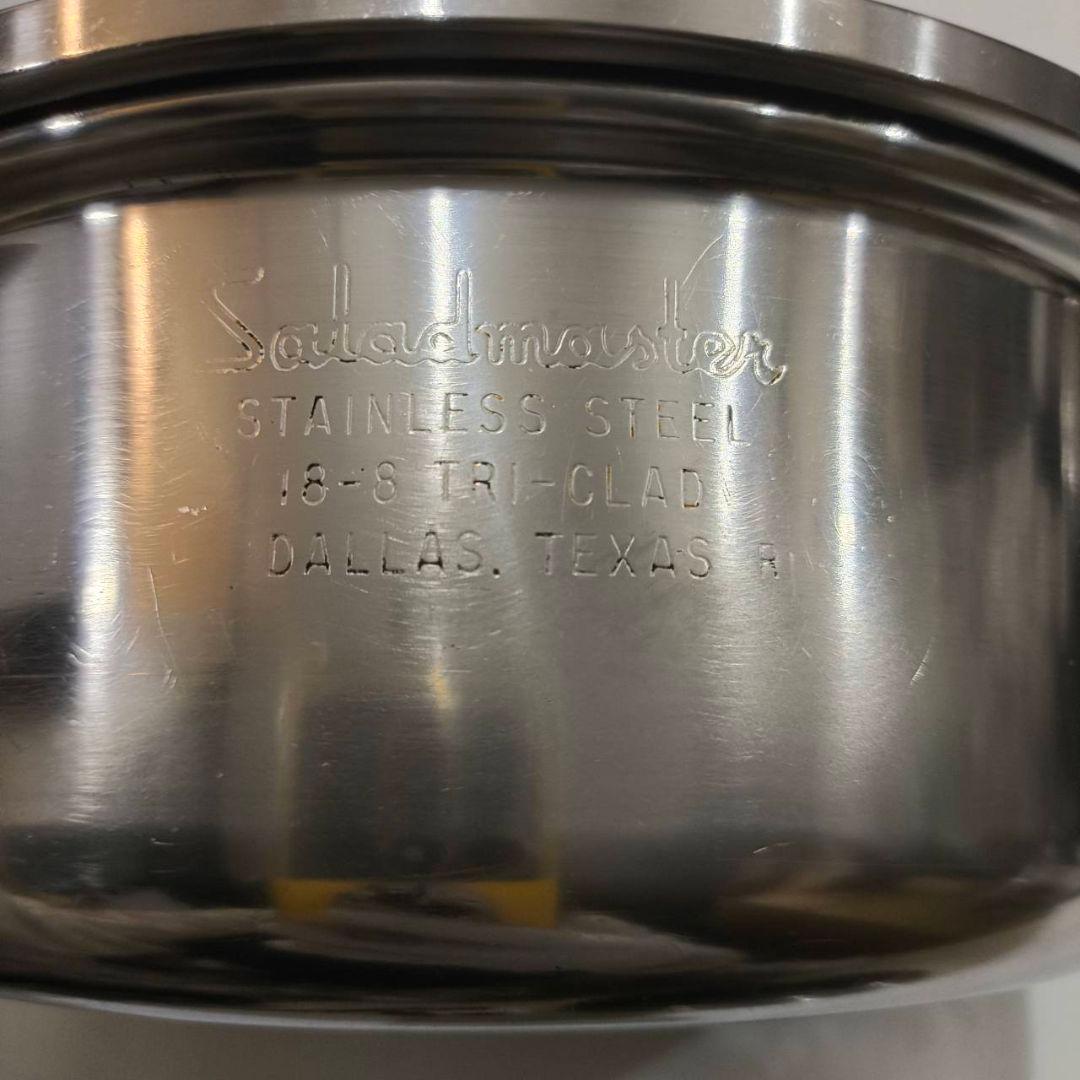 Saladmaster
STAINLESS STEEL
18-8 TRI-CLAD
DALLAS, TEXAS R